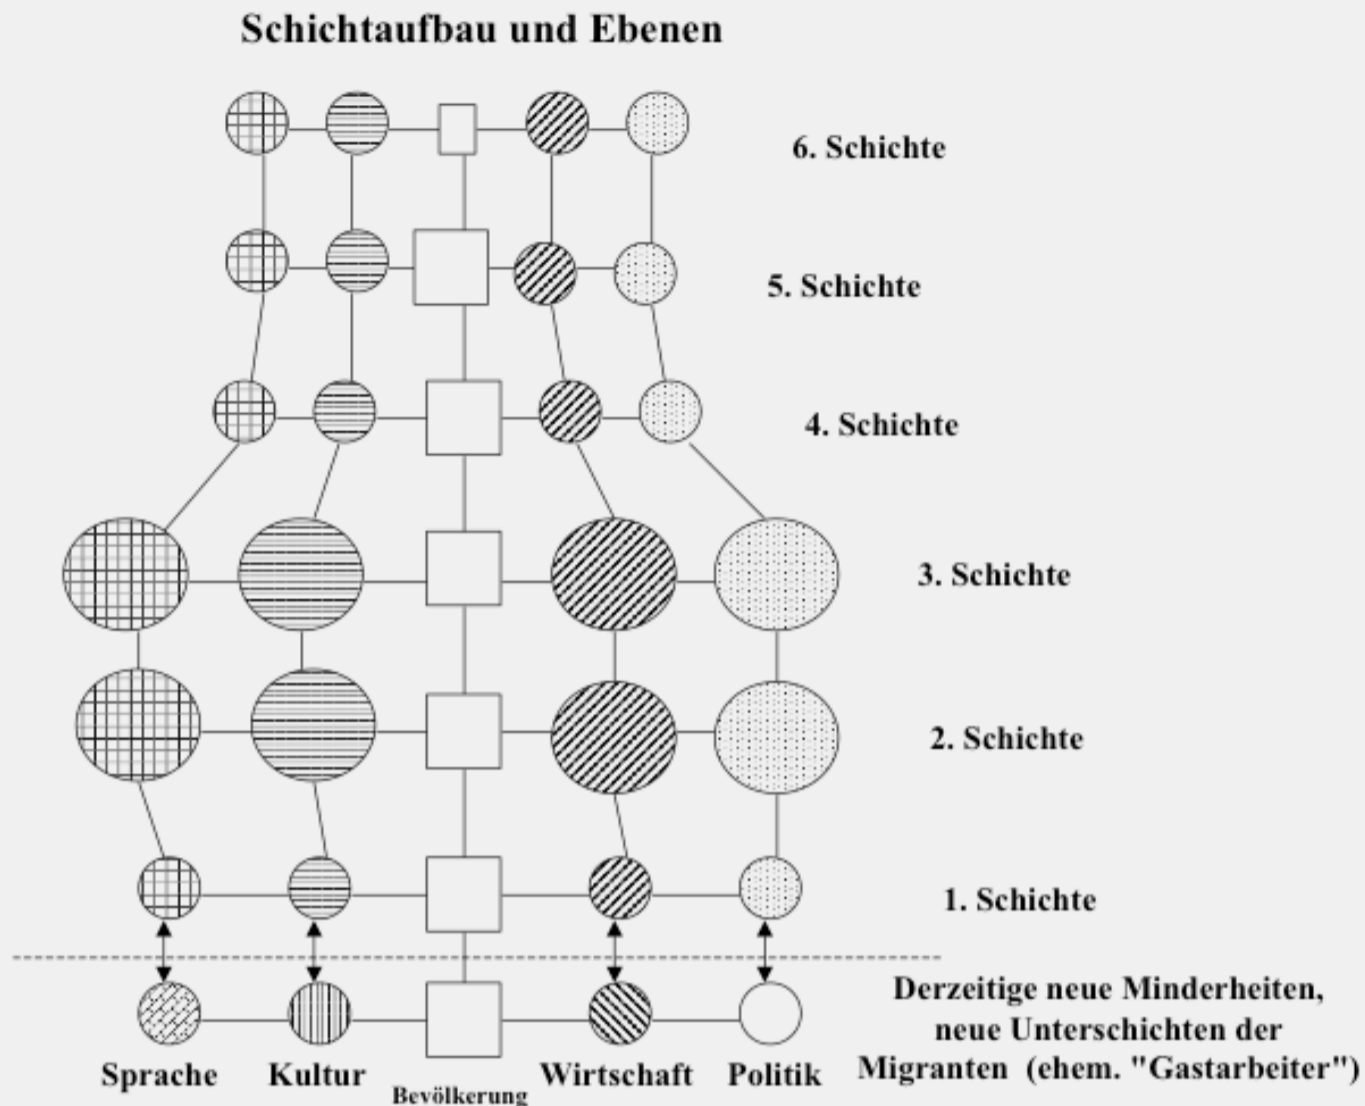 Schichtaufbau und Ebenen
6. Schichte
5. Schichte
4. Schichte
3. Schichte
2. Schichte
1. Schichte
Derzeitige neue Minderheiten,
neue Unterschichten der
Migranten (ehem. "Gastarbeiter")
Sprache
Kultur
Bevölkerung
Wirtschaft
Politik